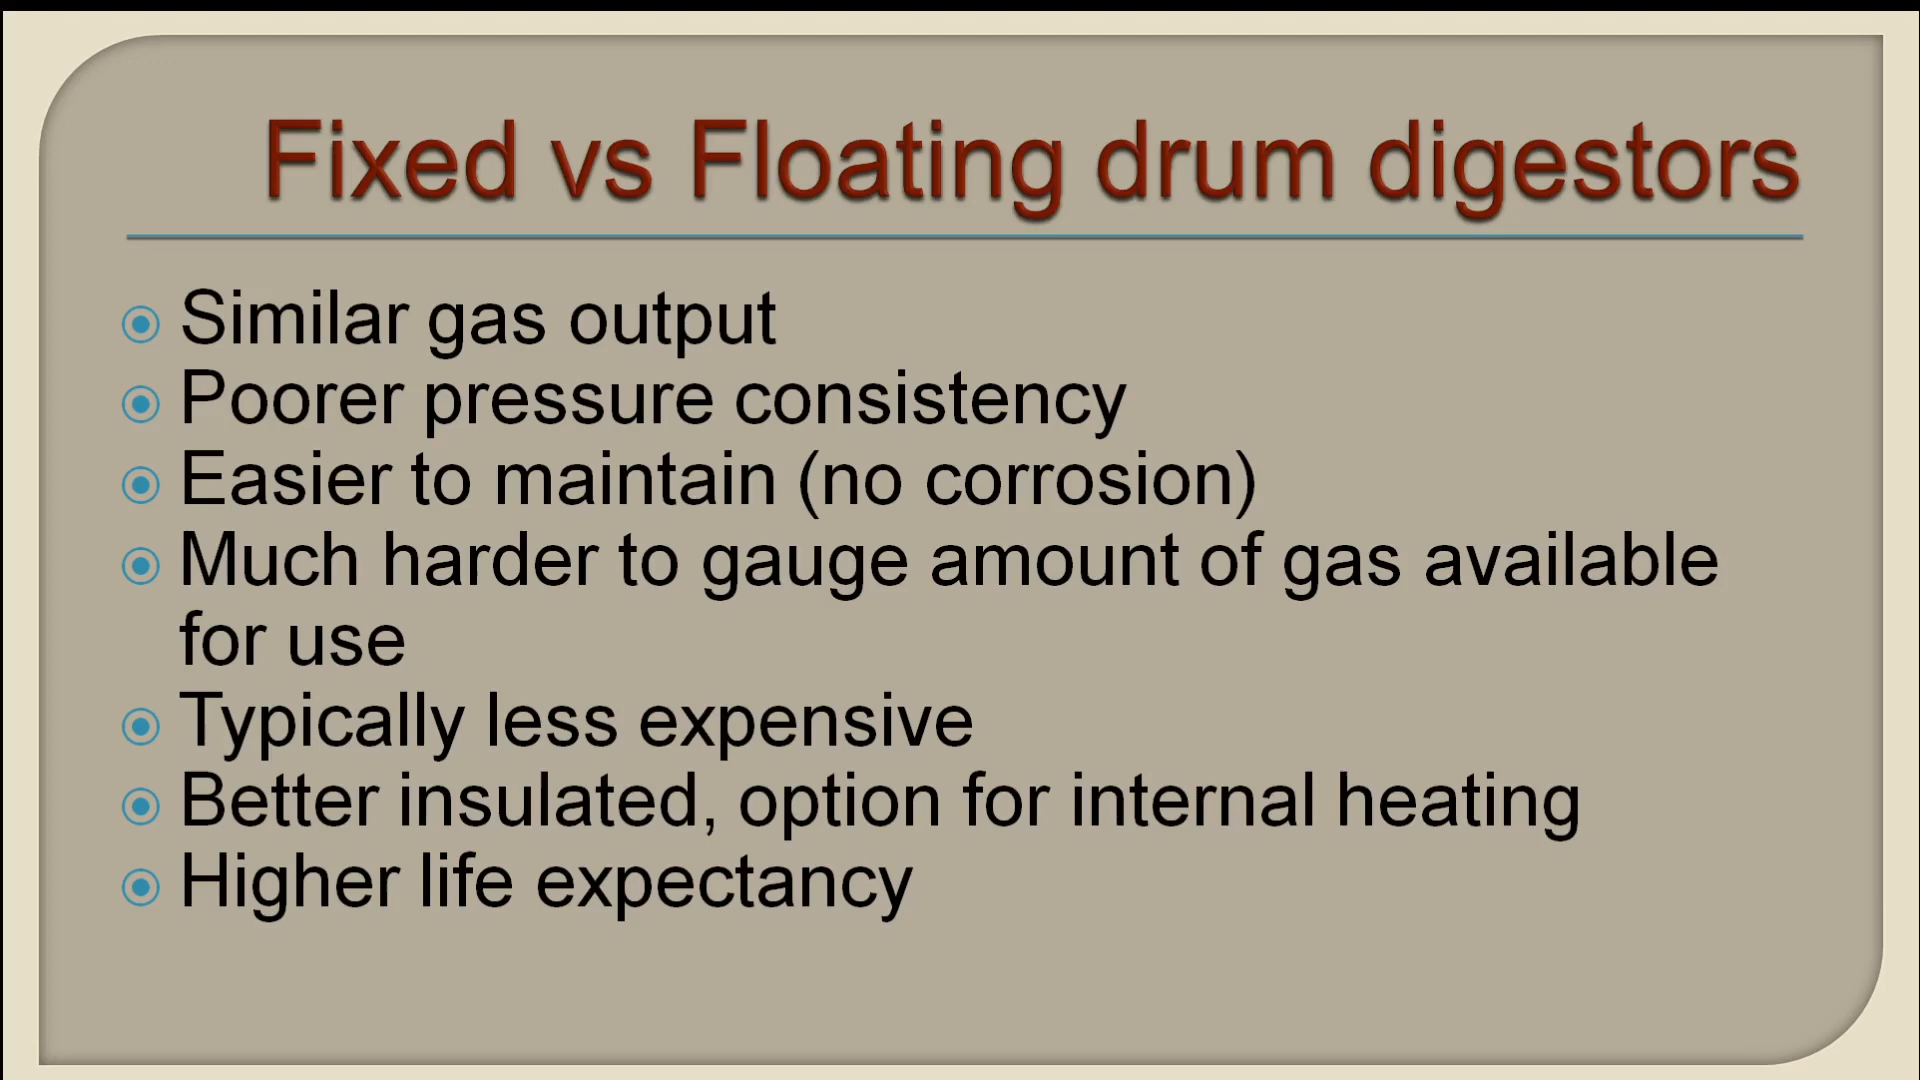 Fixed vs Floating drum digestors
Similar gas output
Poorer pressure consistency
Easier to maintain (no corrosion)
Much harder to gauge amount of gas available
for use
Typically less expensive
Better insulated, option for internal heating
Higher life expectancy